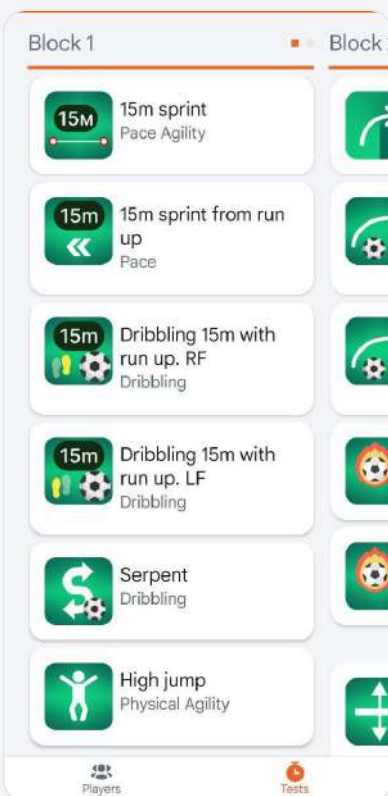 Block 1
Block
15м
15m sprint
Pace Agility
15m
15m sprint from run
up
Pace
15m
Dribbling 15m with
run up. RF
Dribbling
15m
Dribbling 15m with
run up. LF
Dribbling
Serpent
Dribbling
High jump
Physical Agility
Players
Tests